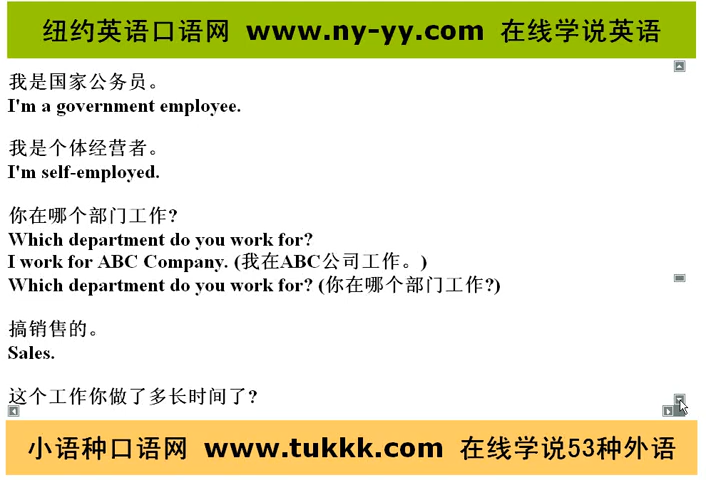 纽约英语口语网 www.ny-yy.com 在线学说英语
我是国家公务员。
I'm a government employee.
我是个体经营者。
I'm self-employed.
你在哪个部门工作?
Which department do you work for?
I work for ABC Company. (我在ABC公司工作。)
Which department do you work for? (你在哪个部门工作?)
搞销售的。
Sales.
这个工作你做了多长时间了?
小语种口语网 www.tukkk.com 在线学说53种外语